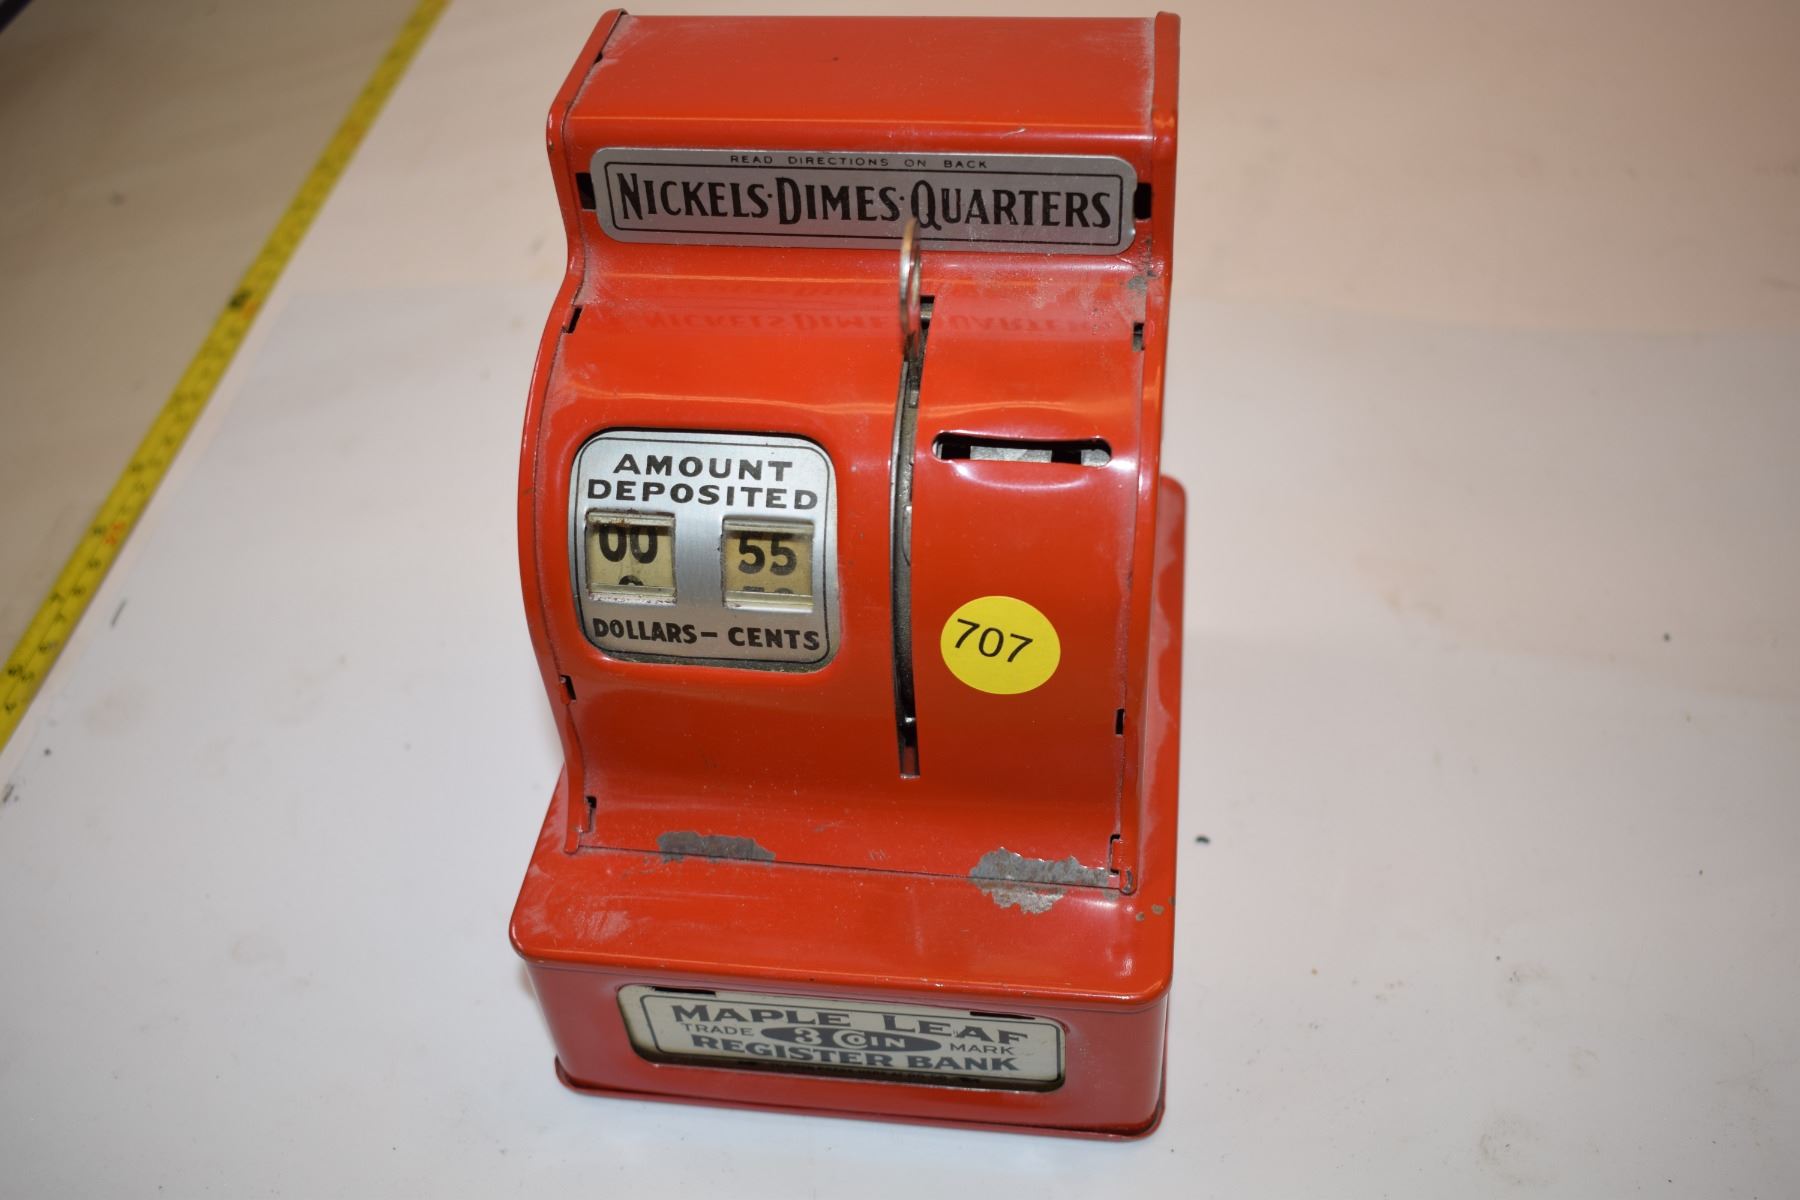 READ DIRECTIONS ON BACK
NICKELS·DIMES·QUARTERS
AMOUNT
DEPOSITED
00 55
DOLLARS—CENTS
707
MAPLE LEAF
TRADE 3 COIN MARK
REGISTER BANK